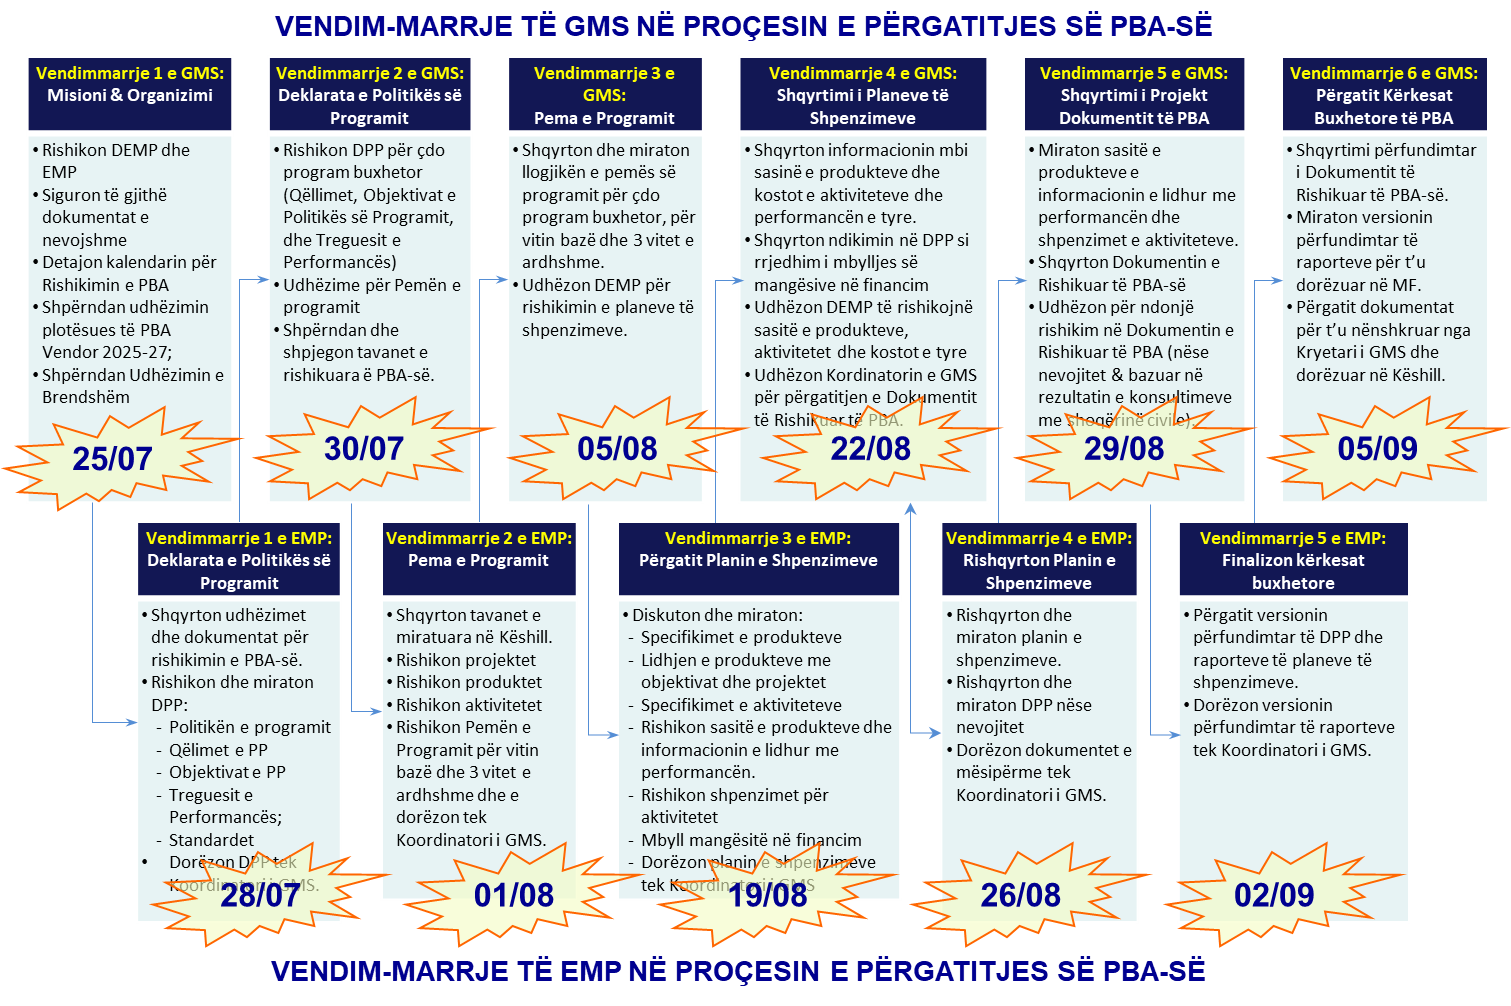 VENDIM-MARRJE TË GMS NË PROÇESIN E PËRGATITJES SË PBA-SË
Vendimmarrje 1 e GMS:
Misioni & Organizimi
• Rishikon DEMP dhe
EMP
• Siguron të gjithë
dokumentat e
nevojshme
• Detajon kalendarin për
Rishikimin e PBA
• Shpërndan udhëzimin
plotësues të PBA
Vendor 2025-27;
• Shpërndan Udhëzimin e
Brendshëm
25/07
Vendimmarrje 2 e GMS:
Deklarata e Politikës së
Programit
• Rishikon DPP për çdo
program buxhetor
(Qëllimet, Objektivat e
Politikës së Programit,
dhe Treguesit e
Performancës)
• Udhëzime për Pemën e
programit
• Shpërndan dhe
shpjegon tavanet e
rishikuara ë PBA-së.
30/07
Vendimmarrje 3 e
GMS:
Pema e Programit
• Shqyrton dhe miraton
llogjikën e pemës së
programit për çdo
program buxhetor, për
vitin bazë dhe 3 vitet e
ardhshme.
• Udhëzon DEMP për
rishikimin e planeve të
shpenzimeve.
05/08
Vendimmarrje 4 e GMS:
Shqyrtimi i Planeve të
Shpenzimeve
• Shqyrton informacionin mbi
sasinë e produkteve dhe
kostot e aktiviteteve dhe
performancën e tyre.
• Shqyrton ndikimin në DPP si
rrjedhim i mbylljes së
mangësive në financim
• Udhëzon DEMP të rishikojnë
sasitë e produkteve,
aktivitetet dhe kostot e tyre
• Udhëzon Kordinatorin e GMS
për përgatitjen e Dokumentit
të Rishikuar të PBA.
22/08
Vendimmarrje 5 e GMS:
Shqyrtimi i Projekt
Dokumentit të PBA
• Miraton sasitë e
produkteve e
informacionin e lidhur me
performancën dhe
shpenzimet e aktiviteteve.
• Shqyrton Dokumentin e
Rishikuar të PBA-së
• Udhëzon për ndonjë
rishikim në Dokumentin e
Rishikuar të PBA (nëse
nevojitet & bazuar në
rezultatin e konsultimeve
me shoqërinë civile).
29/08
Vendimmarrje 6 e GMS:
Përgatit Kërkesat
Buxhetore të PBA
• Shqyrtimi përfundimtar
i Dokumentit të
Rishikuar të PBA-së.
• Miraton versionin
përfundimtar të
raporteve për t’u
dorëzuar në MF.
• Përgatit dokumentat
për t’u nënshkruar nga
Kryetari i GMS dhe
dorëzuar në Këshill.
05/09
Vendimmarrje 1 e EMP:
Deklarata e Politikës së
Programit
• Shqyrton udhëzimet
dhe dokumentat për
rishikimin e PBA-së.
• Rishikon dhe miraton
DPP:
- Politikën e programit
- Qëlimet e PP
- Objektivat e PP
- Treguesit e
Performancës;
- Standardet
• Dorëzon DPP tek
Koordinatori i GMS.
28/07
Vendimmarrje 2 e EMP:
Pema e Programit
• Shqyrton tavanet e
miratuara në Këshill.
• Rishikon projektet
• Rishikon produktet
• Rishikon aktivitetet
• Rishikon Pemën e
Programit për vitin
bazë dhe 3 vitet e
ardhshme dhe e
dorëzon tek
Koordinatori i GMS.
01/08
Vendimmarrje 3 e EMP:
Përgatit Planin e Shpenzimeve
• Diskuton dhe miraton:
- Specifikimet e produkteve
- Lidhjen e produkteve me
objektivat dhe projektet
- Specifikimet e aktiviteteve
- Rishikon sasitë e produkteve dhe
informacionin e lidhur me
performancën.
- Rishikon shpenzimet për
aktivitetet
- Mbyll mangësitë në financim
- Dorëzon planin e shpenzimeve
tek Koordinatori i GMS
19/08
Vendimmarrje 4 e EMP:
Rishqyrton Planin e
Shpenzimeve
• Rishqyrton dhe
miraton planin e
shpenzimeve.
• Rishqyrton dhe
miraton DPP nëse
nevojitet
• Dorëzon dokumentet e
mësipërme tek
Koordinatori i GMS.
26/08
Vendimmarrje 5 e EMP:
Finalizon kërkesat
buxhetore
• Përgatit versionin
përfundimtar të DPP dhe
raporteve të planeve të
shpenzimeve.
• Dorëzon versionin
përfundimtar të raporteve
tek Koordinatori i GMS.
02/09
VENDIM-MARRJE TË EMP NË PROÇESIN E PËRGATITJES SË PBA-SË